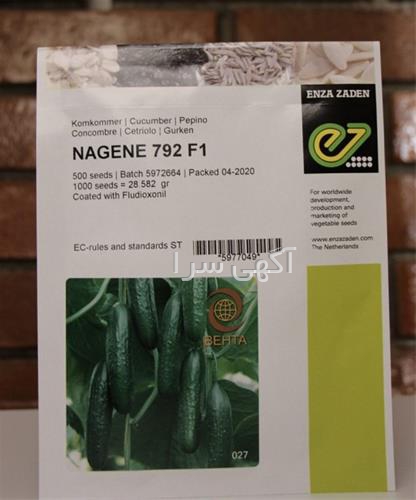 ENZA ZADEN
Komkommer | Cucumber | Pepino
Concombre | Cetriolo | Gurken
NAGENE 792 F1
500 seeds | Batch 5972664 | Packed 04-2020
1000 seeds = 28.582 gr
Coated with Fludioxonil
For worldwide
development,
production and
marketing of
vegetable seeds
www.enzazaden.com
The Netherlands
EC-rules and standards ST
*5977049*
آگهی سرا
BEHTA
027